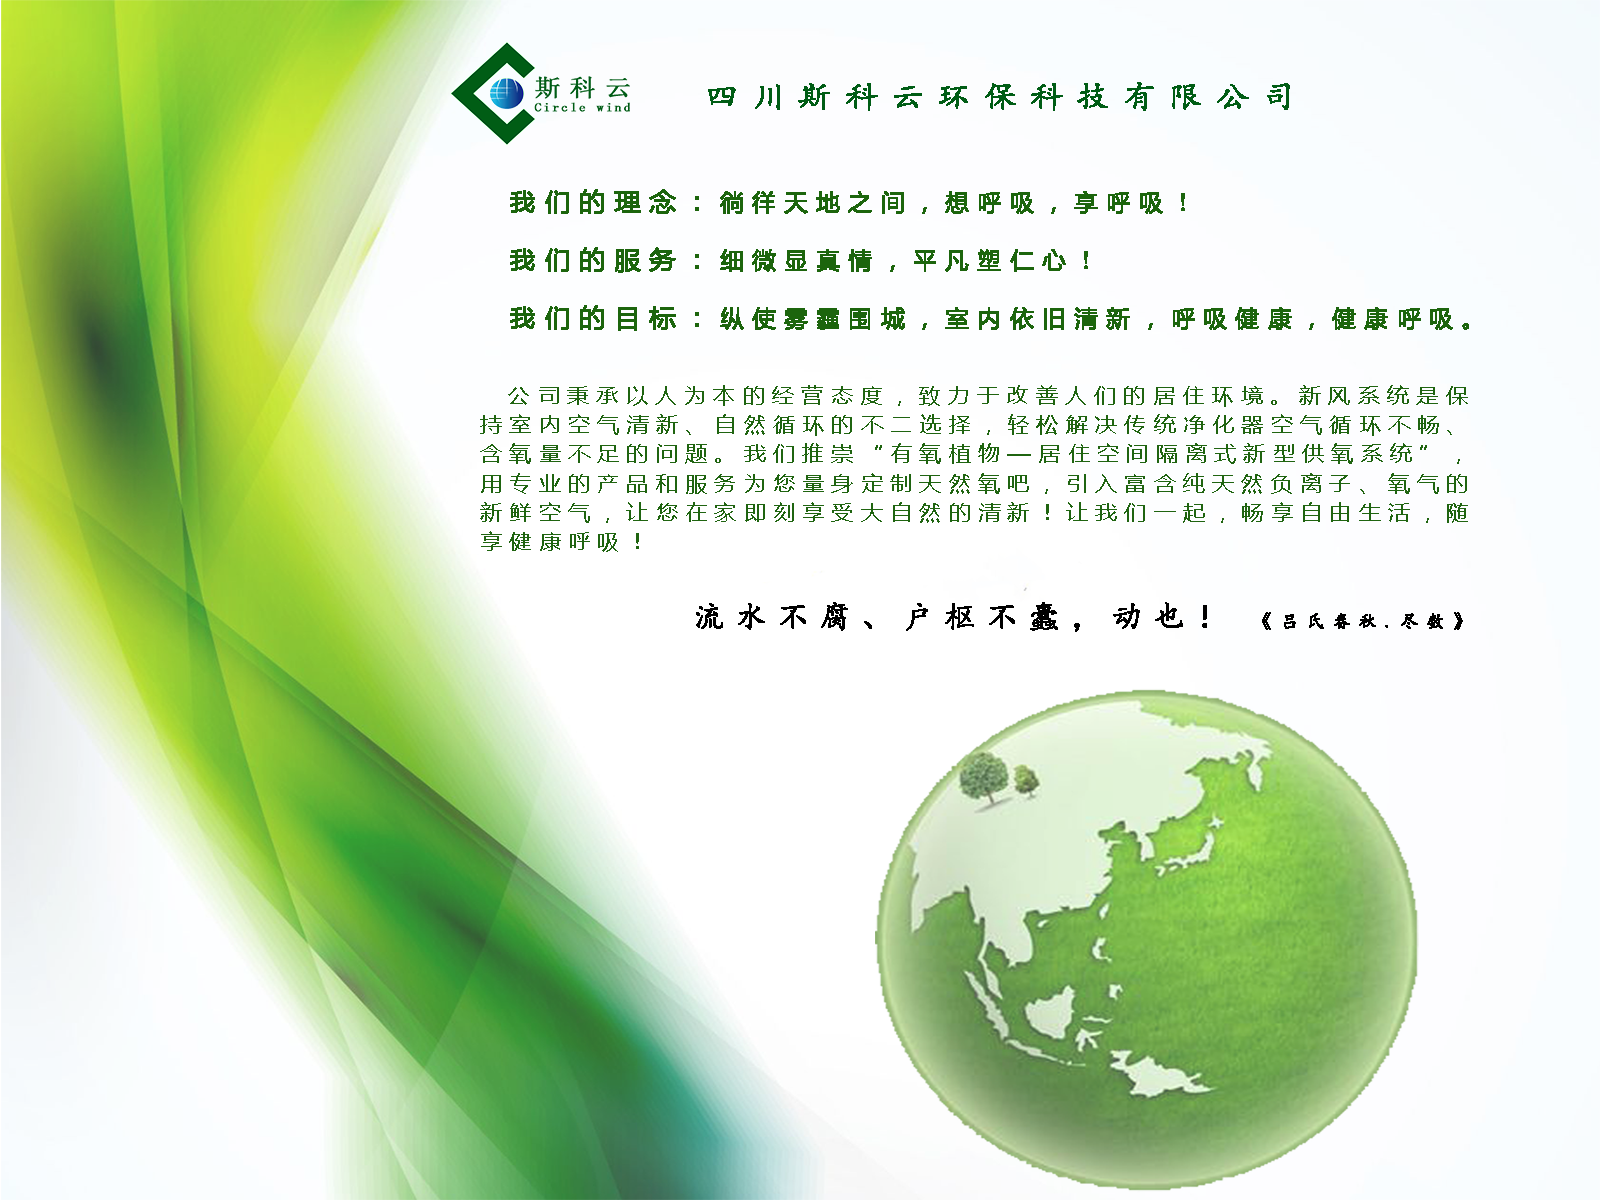 斯科云
Circle wind
四川斯科云环保科技有限公司
我们的理念：徜徉天地之间，想呼吸，享呼吸！
我们的服务：细微显真情，平凡塑仁心！
我们的目标：纵使雾霾围城，室内依旧清新，呼吸健康，健康呼吸。
公司秉承以人为本的经营态度，致力于改善人们的居住环境。新风系统是保
持室内空气清新、自然循环的不二选择，轻松解决传统净化器空气循环不畅、
含氧量不足的问题。我们推崇“有氧植物—居住空间隔离式新型供氧系统”，
用专业的产品和服务为您量身定制天然氧吧，引入富含纯天然负离子、氧气的
新鲜空气，让您在家即刻享受大自然的清新！让我们一起，畅享自由生活，随
享健康呼吸！
流水不腐、户枢不蠹，动也！ 《吕氏春秋.尽数》